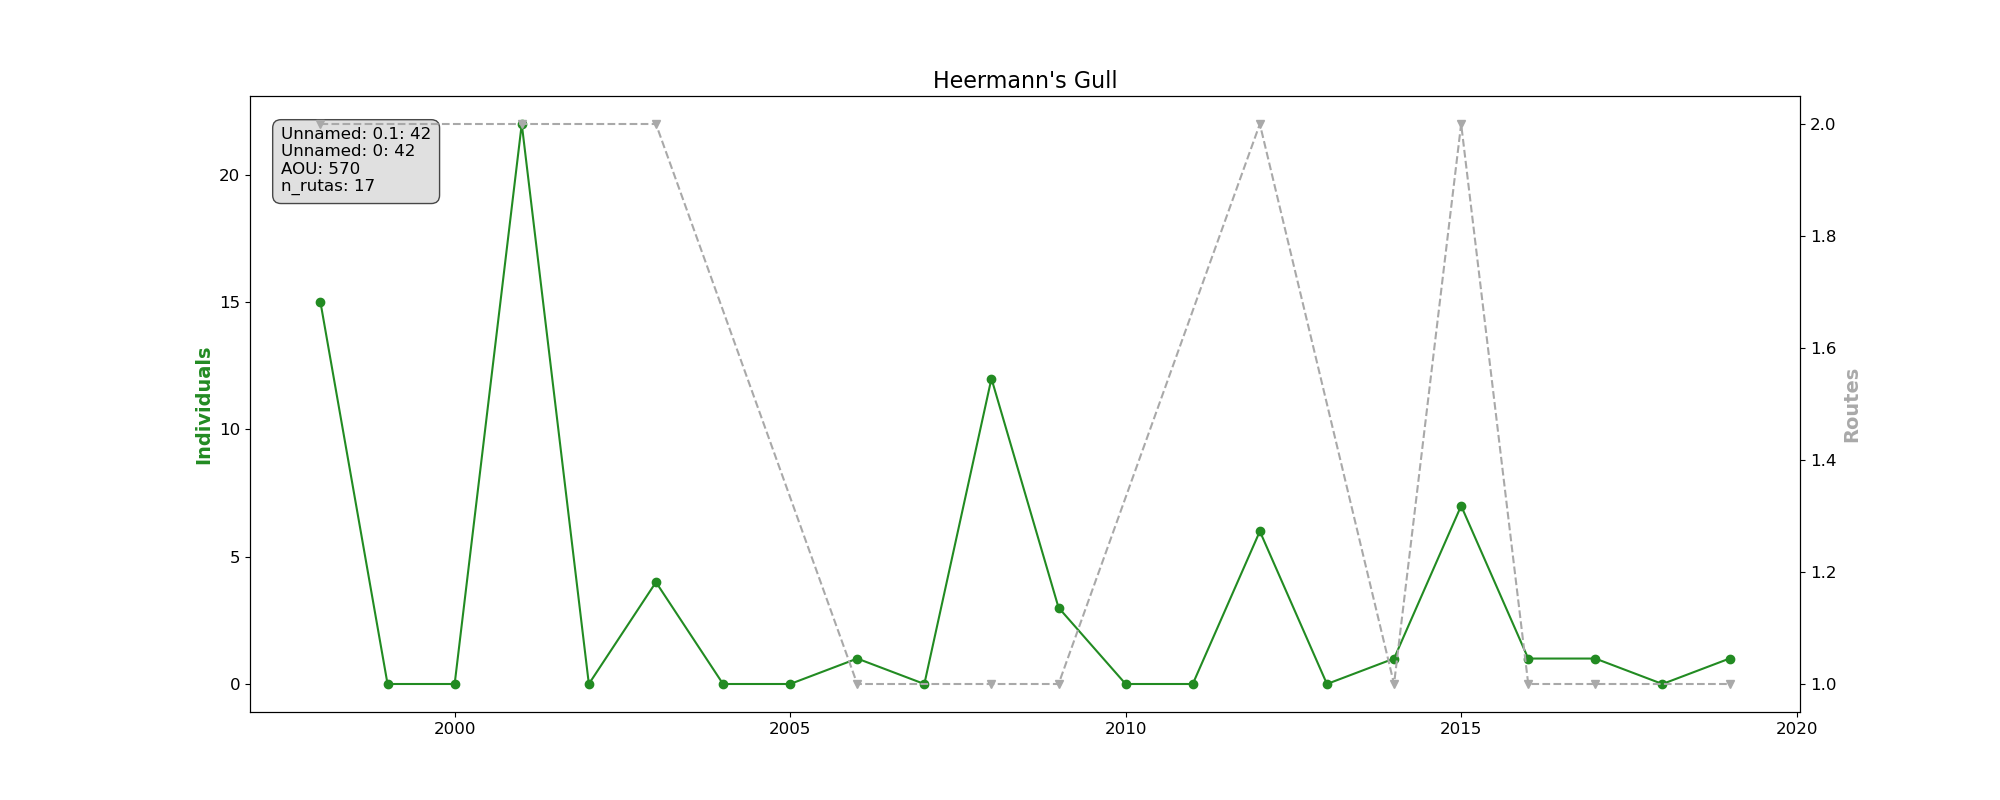 Heermann's Gull
Unnamed: 0.1: 42
Unnamed: 0: 42
AOU: 570
n_rutas: 17
Individuals
20
15
10
5
0
2.0
1.8
1.6
1.4
1.2
1.0
Routes
2000 2005 2010 2015 2020